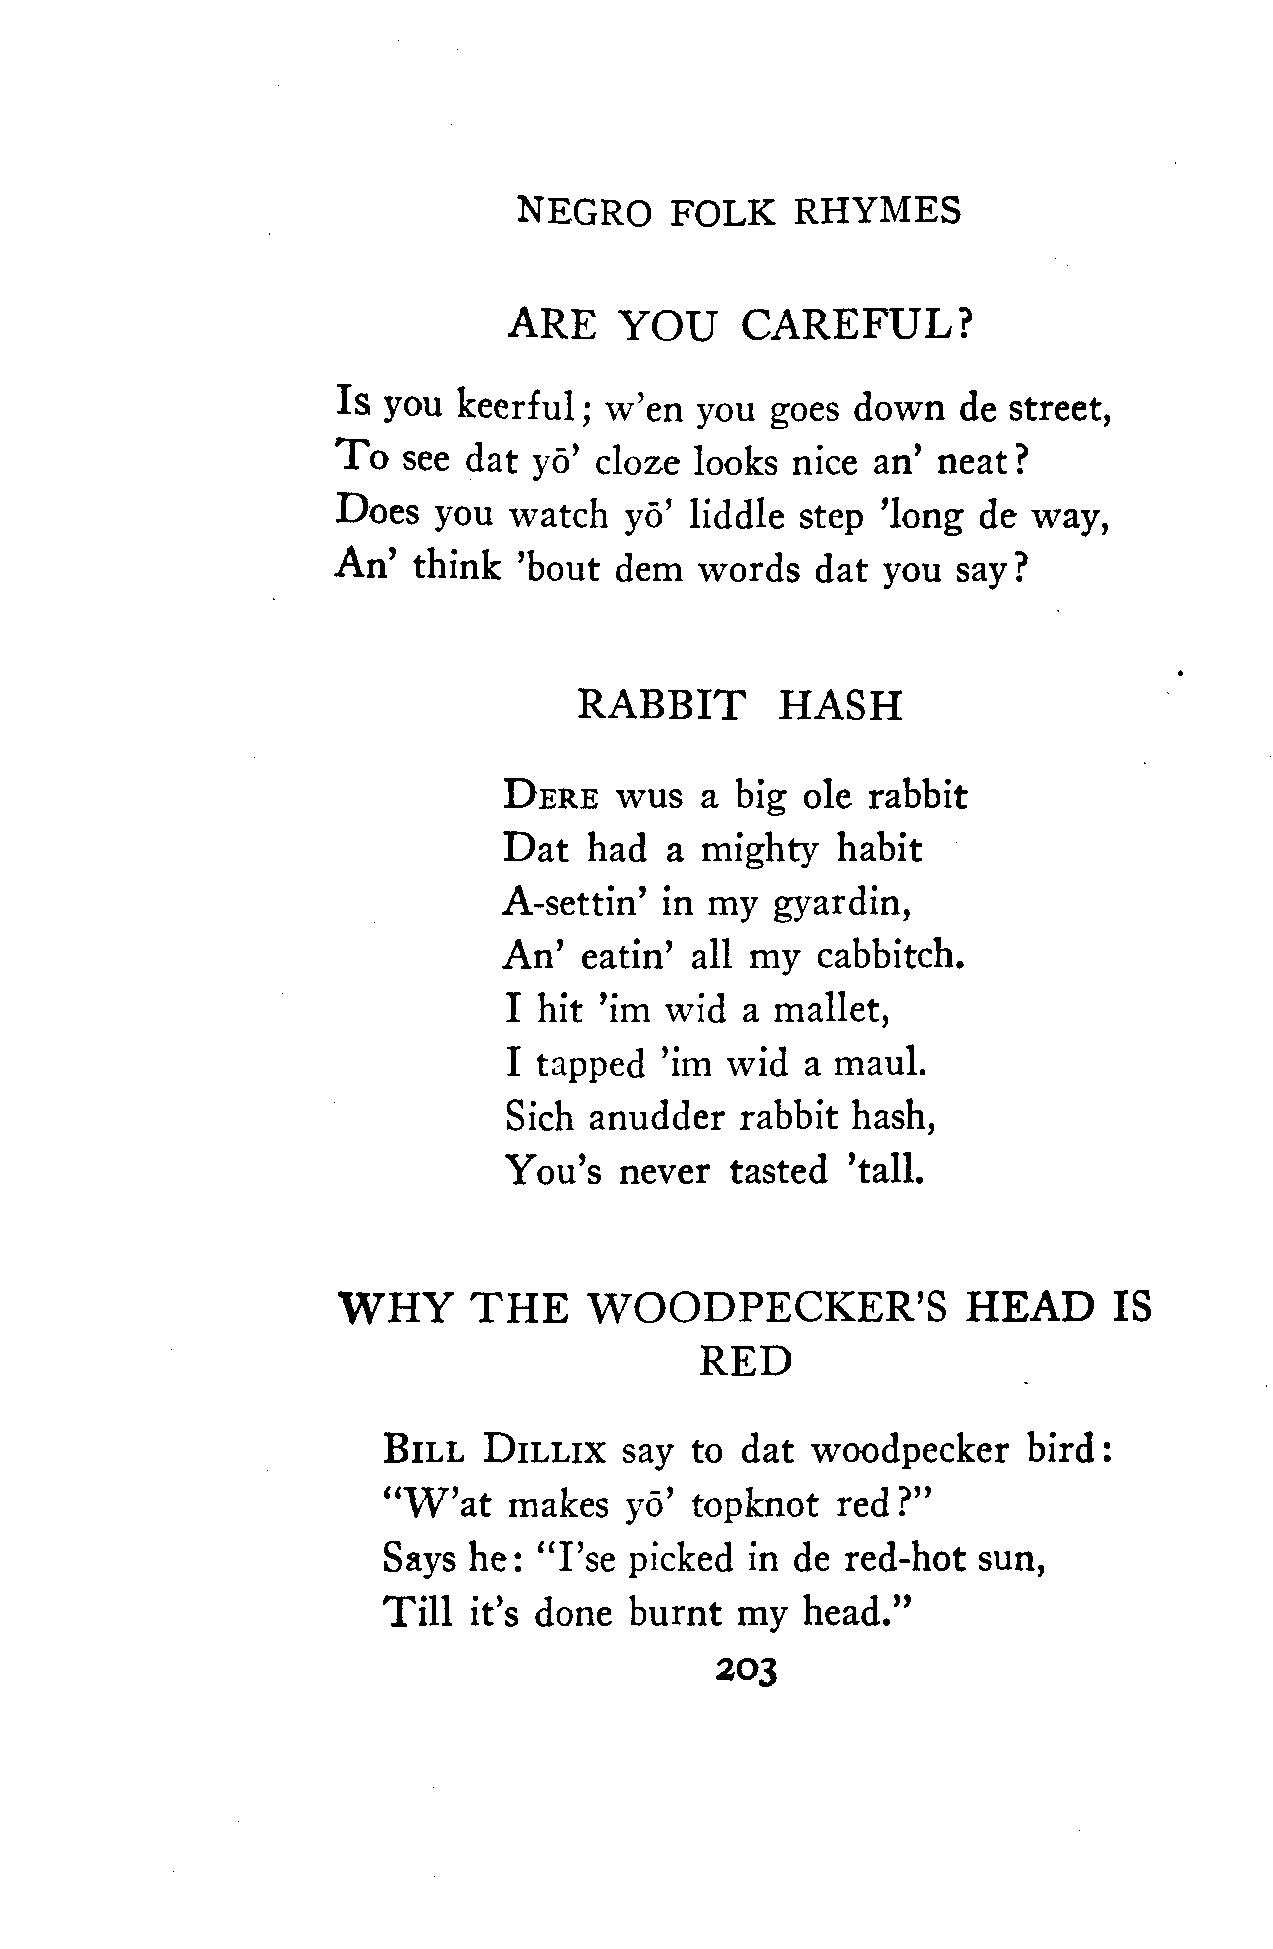 NEGRO FOLK RHYMES
ARE YOU CAREFUL?
Is you keerful; w'en you goes down de street,
To see dat yō' cloze looks nice an' neat?
Does you watch yō' liddle step 'long de way,
An' think 'bout dem words dat you say?
RABBIT HASH
DERE wus a big ole rabbit
Dat had a mighty habit
A-settin' in my gyardin,
An' eatin' all my cabbitch.
I hit 'im wid a mallet,
I tapped 'im wid a maul.
Sich anudder rabbit hash,
You's never tasted 'tall.
WHY THE WOODPECKER'S HEAD IS
RED
BILL DILLIX say to dat woodpecker bird:
"W'at makes yō' topknot red?"
Says he: "I'se picked in de red-hot sun,
Till it's done burnt my head."
203